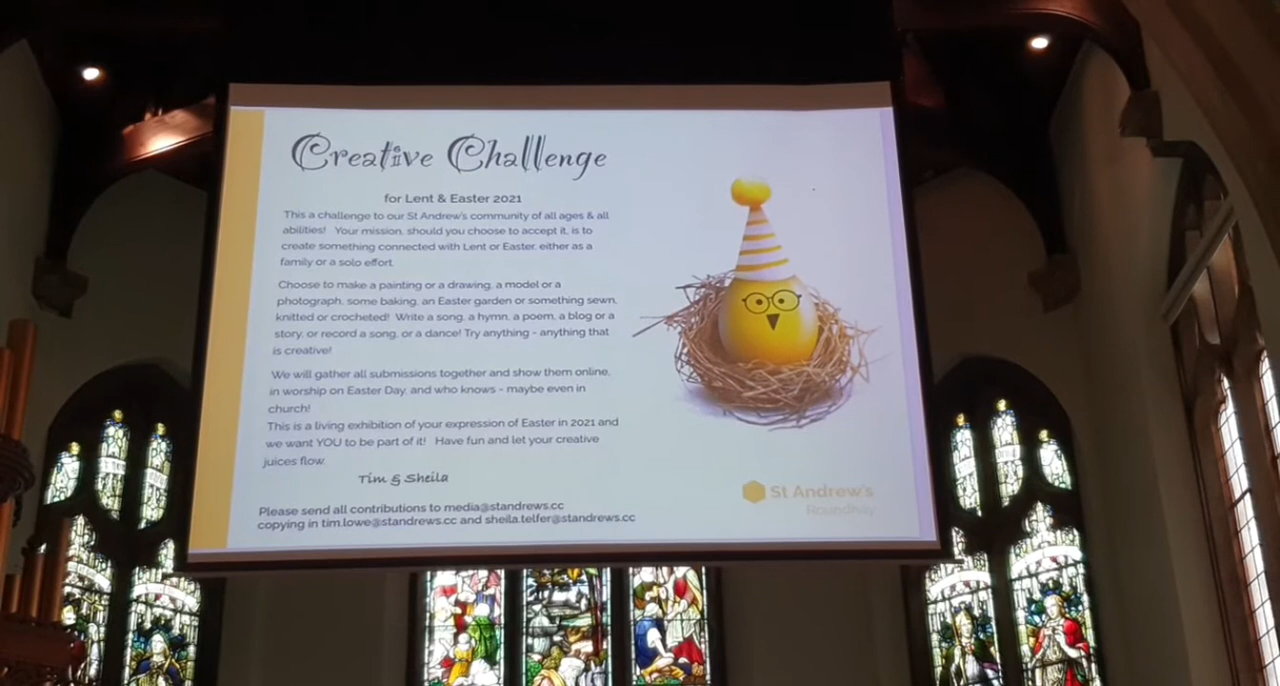 Creative Challenge
for Lent & Easter 2021
This a challenge to our St Andrew's community of all ages & all
abilities! Your mission, should you choose to accept it, is to
create something connected with Lent or Easter, either as a
family or a solo effort.
Choose to make a painting or a drawing, a model or a
photograph, some baking, an Easter garden or something sewn,
knitted or crocheted! Write a song, a hymn, a poem, a blog or a
story, or record a song, or a dance! Try anything - anything that
is creative!
We will gather all submissions together and show them online,
in worship on Easter Day, and who knows - maybe even in
church!
This is a living exhibition of your expression of Easter in 2021 and
we want YOU to be part of it! Have fun and let your creative
juices flow.
Tim & Sheila
Please send all contributions to media@standrews.cc
copying in tim.lowe@standrews.cc and sheila.telfer@standrews.cc
St Andrew's
Roundhay